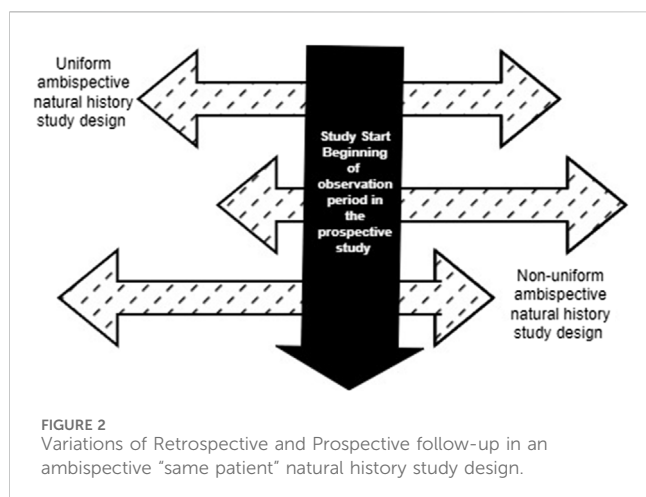 Uniform
ambispective
natural history
study design
Study Start
Beginning
of
observation
period in
the
prospective
study
Non-uniform
ambispective
natural history
study design
FIGURE 2
Variations of Retrospective and Prospective follow-up in an
ambispective “same patient” natural history study design.